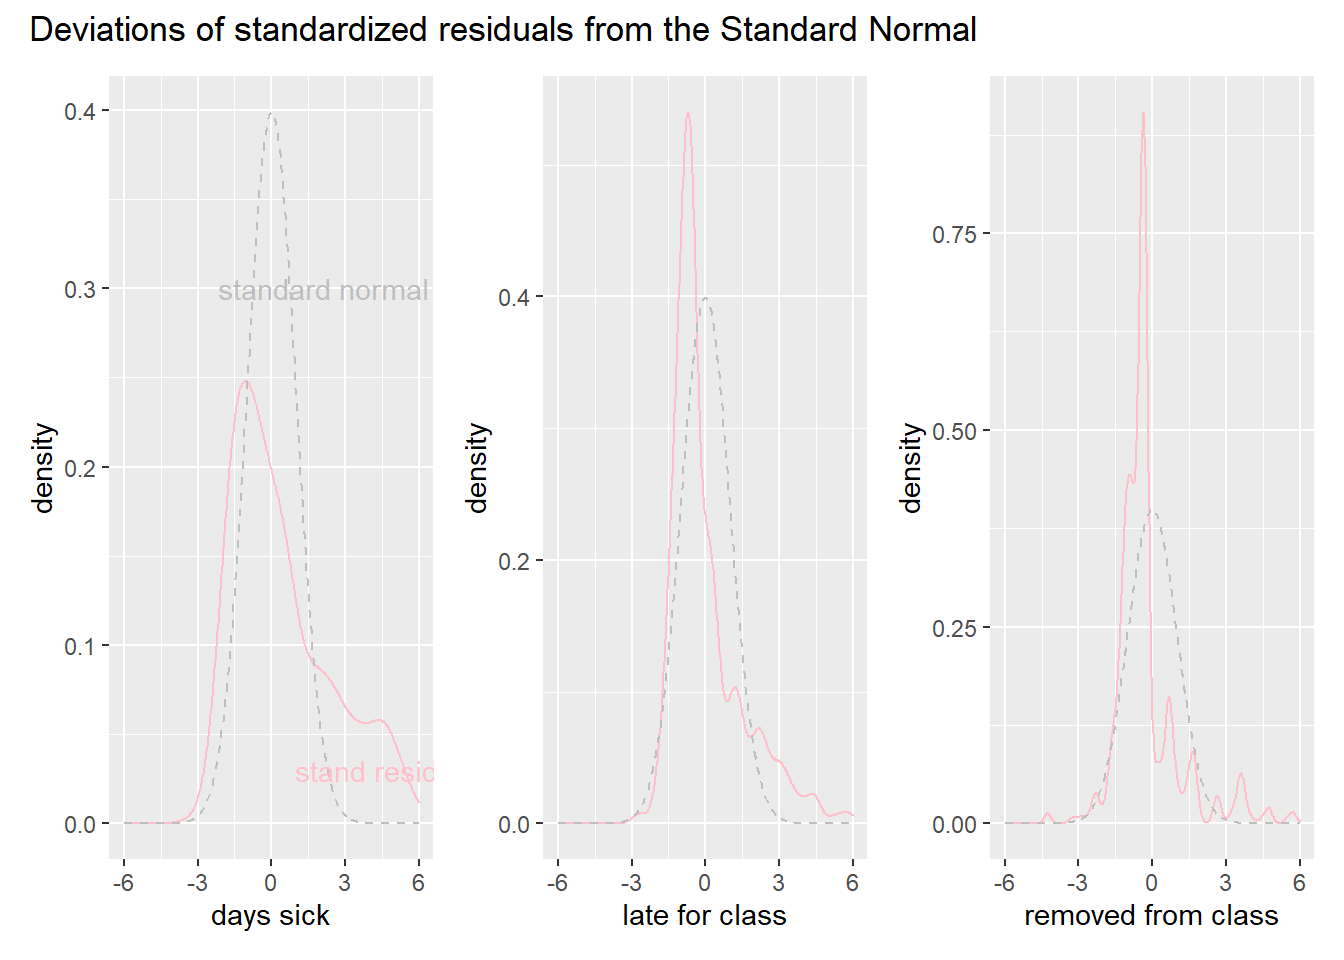 Deviations of standardized residuals from the Standard Normal
density
0.4
0.3
0.2
0.1
0.0
standard normal
stand resid
-6 -3 0 3 6
days sick
density
0.4
0.2
0.0
-6 -3 0 3 6
late for class
density
0.75
0.50
0.25
0.00
-6 -3 0 3 6
removed from class